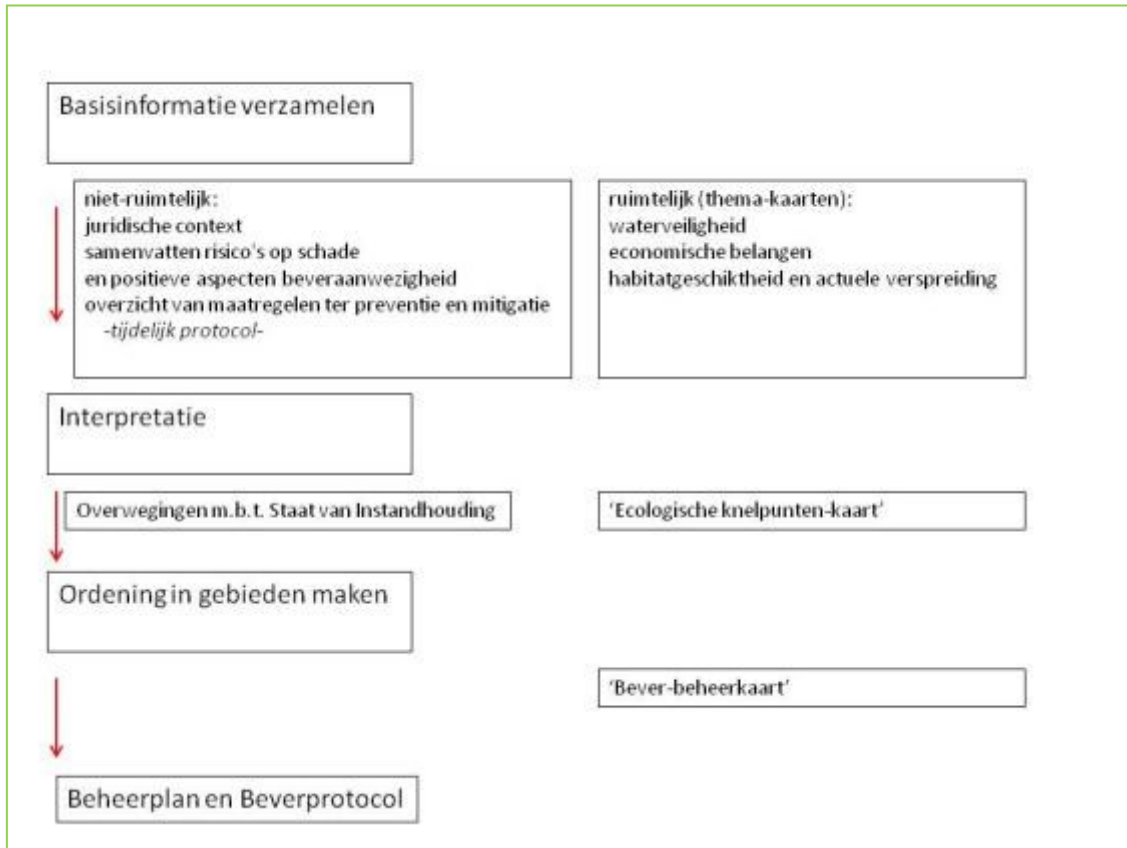 Basisinformatie verzamelen
niet-ruimtelijk:
juridische context
samenvatten risico's op schade
en positieve aspecten beveraanwezigheid
overzicht van maatregelen ter preventie en mitigatie
-tijdelijk protocol-
ruimtelijk (thema-kaarten):
waterveiligheid
economische belangen
habitatgeschiktheid en actuele verspreiding
Interpretatie
Overwegingen m.b.t. Staat van Instandhouding
'Ecologische knelpunten-kaart'
Ordening in gebieden maken
'Bever-beheerkaart'
Beheerplan en Beverprotocol